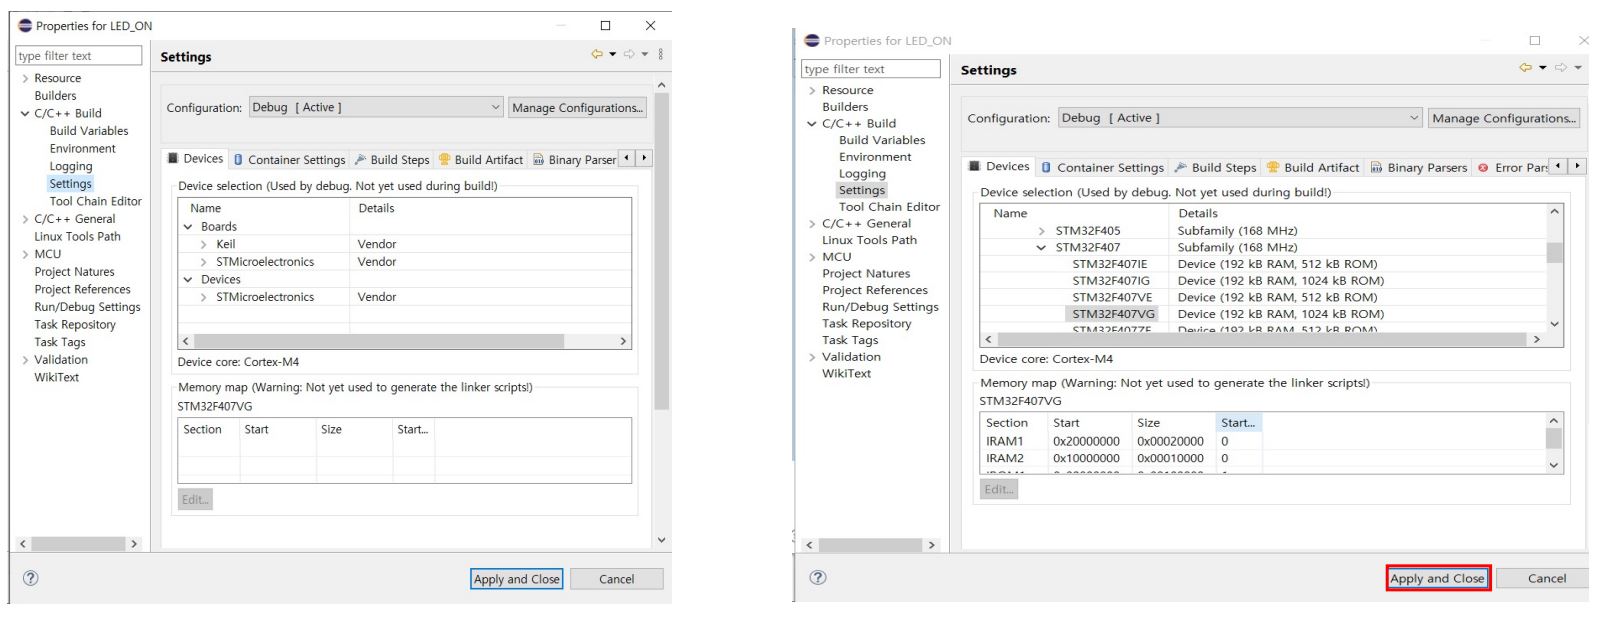 Properties for LED_ON
type filter text
Resource
Builders
C/C++ Build
Build Variables
Environment
Logging
Settings
Tool Chain Editor
C/C++ General
Linux Tools Path
MCU
Project Natures
Project References
Run/Debug Settings
Task Repository
Task Tags
Validation
WikiText
Settings
Configuration: Debug [ Active ] Manage Configurations...
Devices Container Settings Build Steps Build Artifact Binary Parser
Device selection (Used by debug. Not yet used during build!)
Name Details
Boards
Keil Vendor
STMicroelectronics Vendor
Devices
STMicroelectronics Vendor
Device core: Cortex-M4
Memory map (Warning: Not yet used to generate the linker scripts!)
STM32F407VG
Section Start Size Start...
Edit...
Apply and Close Cancel
Properties for LED_ON
type filter text
Resource
Builders
C/C++ Build
Build Variables
Environment
Logging
Settings
Tool Chain Editor
C/C++ General
Linux Tools Path
MCU
Project Natures
Project References
Run/Debug Settings
Task Repository
Task Tags
Validation
WikiText
Settings
Configuration: Debug [ Active ] Manage Configurations...
Devices Container Settings Build Steps Build Artifact Binary Parsers Error Pars
Device selection (Used by debug. Not yet used during build!)
Name Details
STM32F405 Subfamily (168 MHz)
STM32F407 Subfamily (168 MHz)
STM32F407IE Device (192 kB RAM, 512 kB ROM)
STM32F407IG Device (192 kB RAM, 1024 kB ROM)
STM32F407VE Device (192 kB RAM, 512 kB ROM)
STM32F407VG Device (192 kB RAM, 1024 kB ROM)
STM32F407ZE Device (192 kB RAM, 512 kB ROM)
Device core: Cortex-M4
Memory map (Warning: Not yet used to generate the linker scripts!)
STM32F407VG
Section Start Size Start...
IRAM1 0x20000000 0x00020000 0
IRAM2 0x10000000 0x00010000 0
Edit...
Apply and Close Cancel